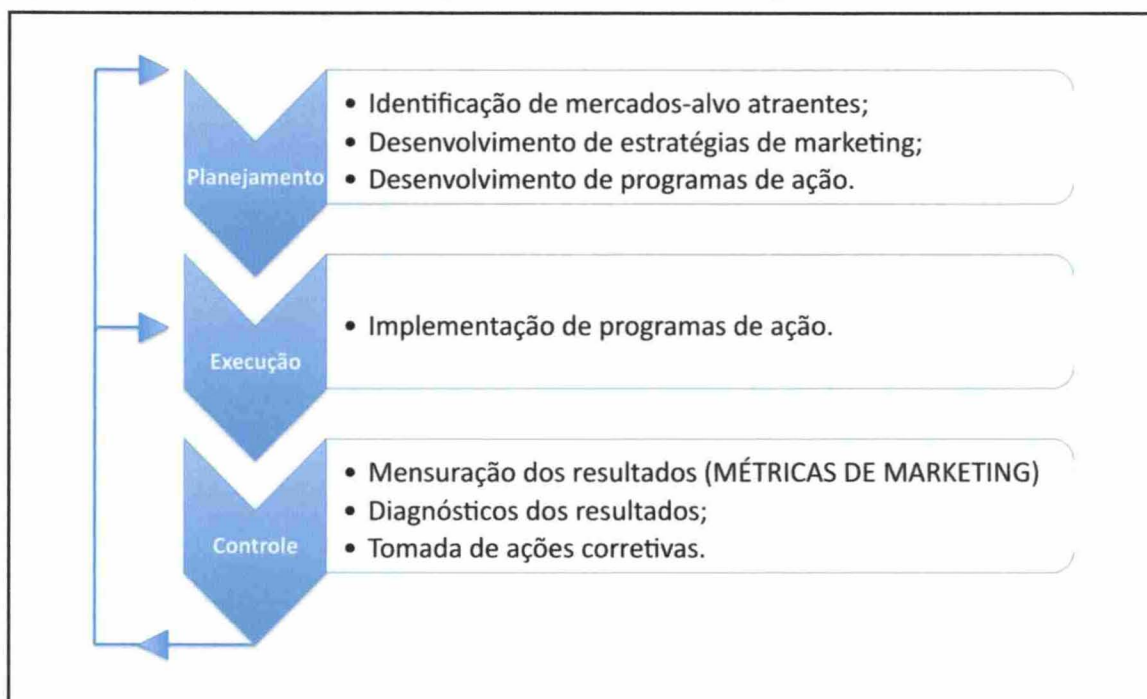 • Identificação de mercados-alvo atraentes;
• Desenvolvimento de estratégias de marketing;
Planejamento
• Desenvolvimento de programas de ação.
• Implementação de programas de ação.
Execução
• Mensuração dos resultados (MÉTRICAS DE MARKETING)
• Diagnósticos dos resultados;
Controle
• Tomada de ações corretivas.